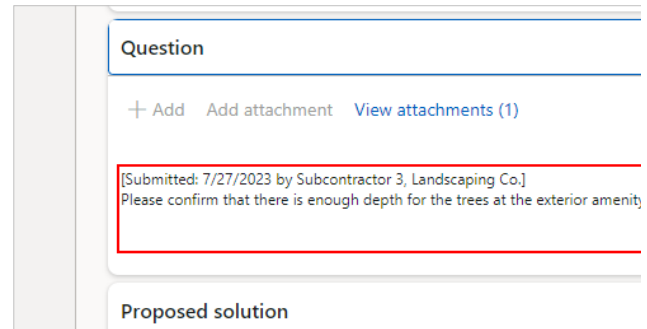 Question
+ Add Add attachment View attachments (1)
[Submitted: 7/27/2023 by Subcontractor 3, Landscaping Co.]
Please confirm that there is enough depth for the trees at the exterior amenity
Proposed solution